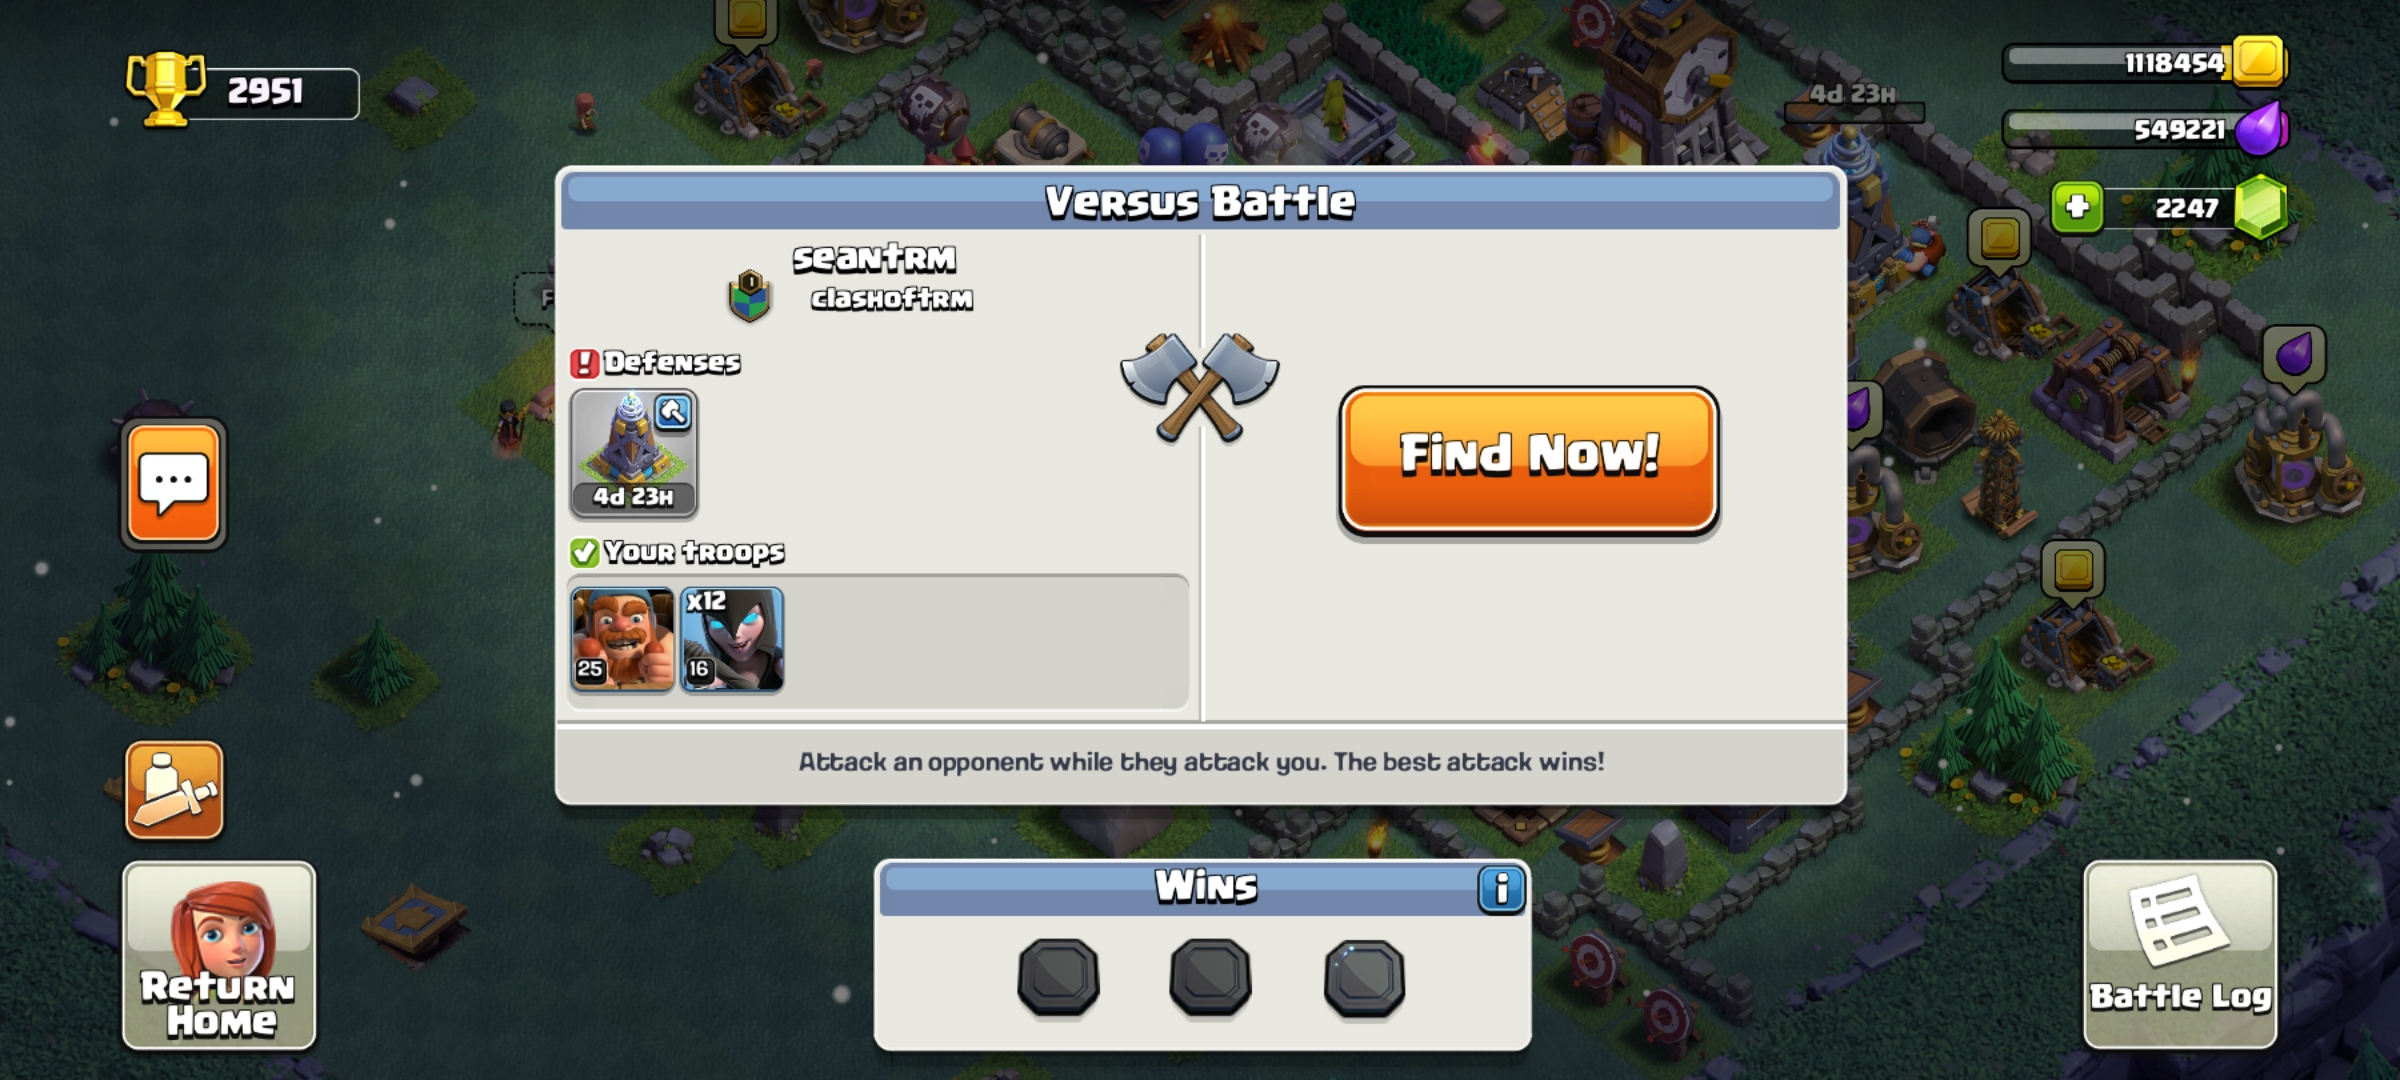 2951
1118454
4d 23H
549221
2247
Versus Battle
seantrm
clashoftrm
Defenses
4d 23H
Find Now!
Your troops
25
x12
16
Attack an opponent while they attack you. The best attack wins!
Wins
Return
Home
Battle Log